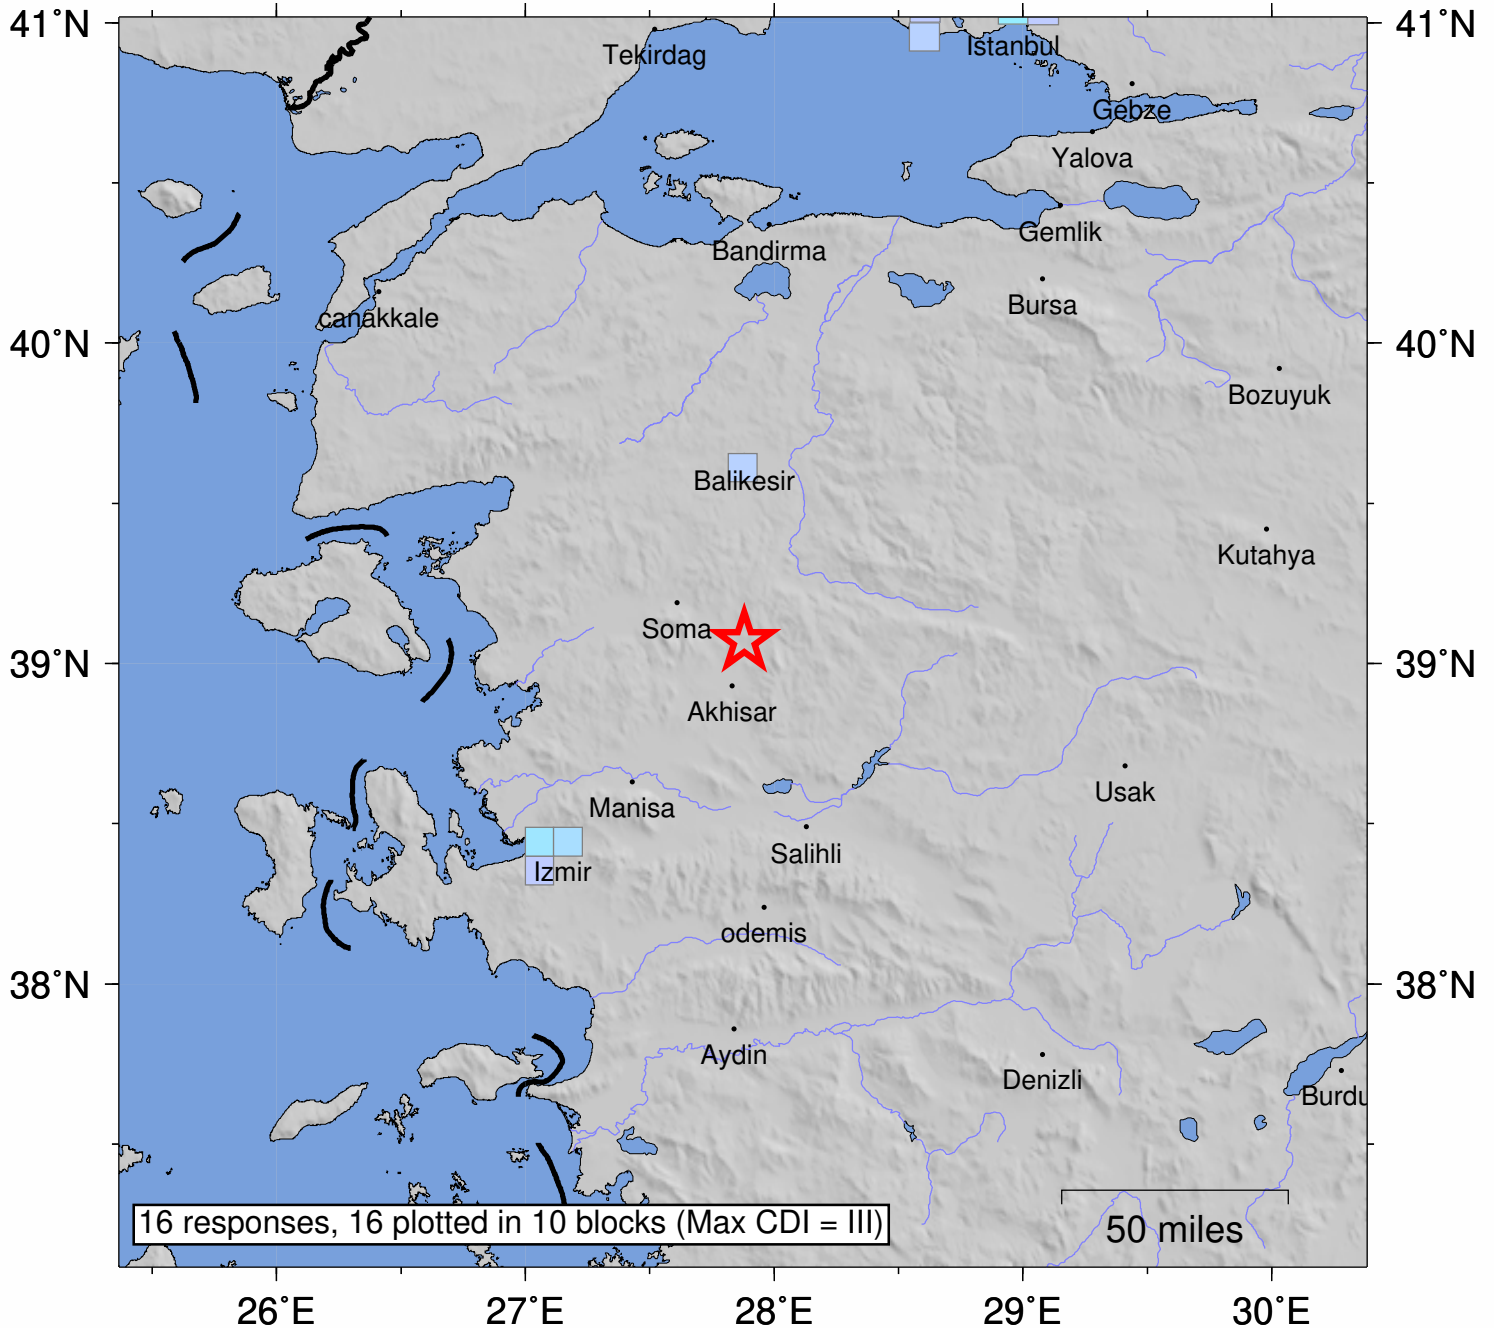 41°N
41°N
Tekirdag
Istanbul
Gebze
Yalova
Gemlik
Bandirma
Bursa
canakkale
40°N
40°N
Bozuyuk
Balikesir
Kutahya
Soma
39°N
39°N
Akhisar
Usak
Manisa
Salihli
Izmir
odemis
38°N
38°N
Aydin
Denizli
Burdu
16 responses, 16 plotted in 10 blocks (Max CDI = III)
50 miles
26°E
27°E
28°E
29°E
30°E